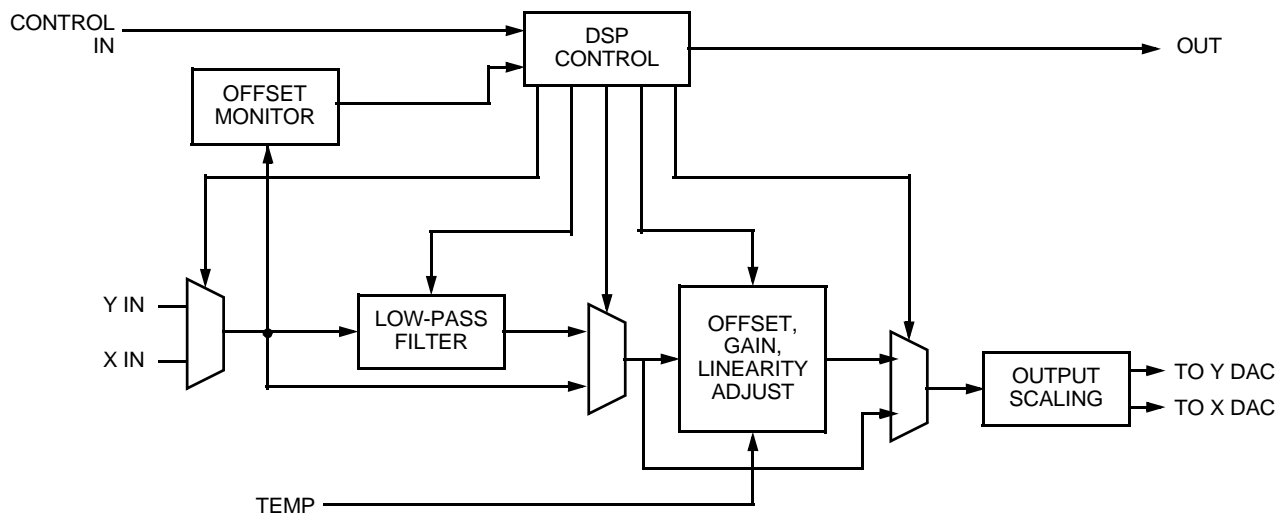 CONTROL
IN
DSP
CONTROL
OUT
OFFSET
MONITOR
Y IN
X IN
LOW-PASS
FILTER
OFFSET,
GAIN,
LINEARITY
ADJUST
OUTPUT
SCALING
TO Y DAC
TO X DAC
TEMP